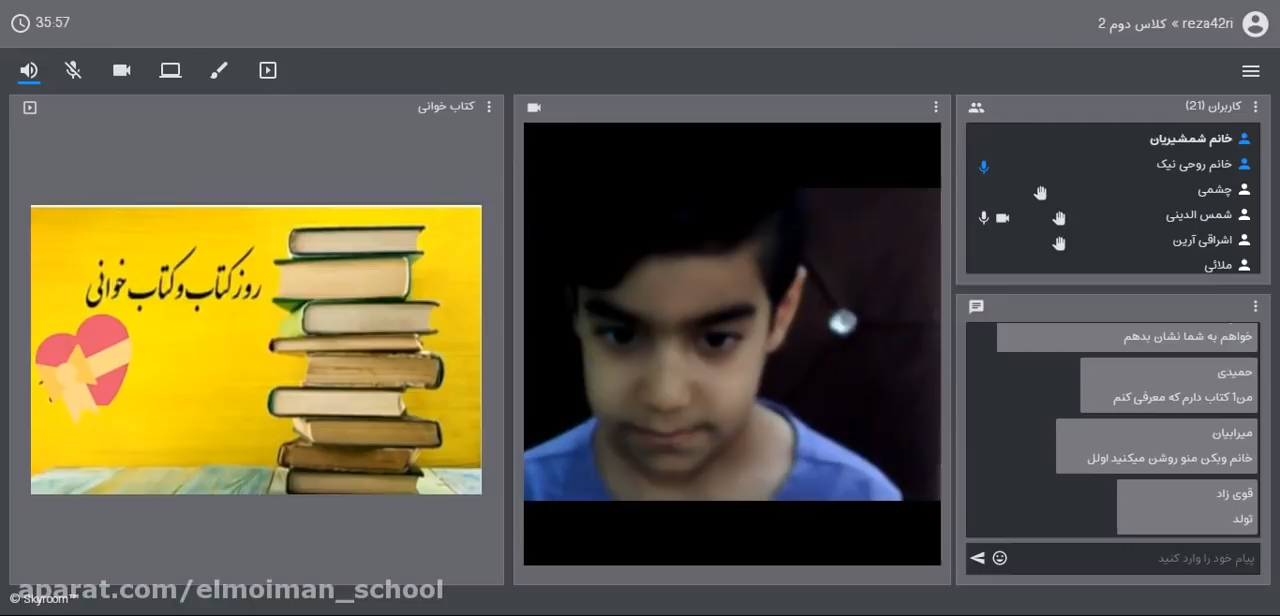 35:57
reza42ri » کلاس دوم 2
کتاب خوانی
روز کتاب و کتاب خوانی
کاربران (21)
خانم شمشیریان
خانم روحی نیک
چشمی
شمس الدینی
اشراقی آرین
ملائی
خواهم به شما نشان بدهم
حمیدی
من1 کتاب دارم که معرفی کنم
میرابیان
خانم وبکن منو روشن میکنید اولل
قوی زاد
تولد
پیام خود را وارد کنید
aparat.com/elmoiman_school
© Skyroom™